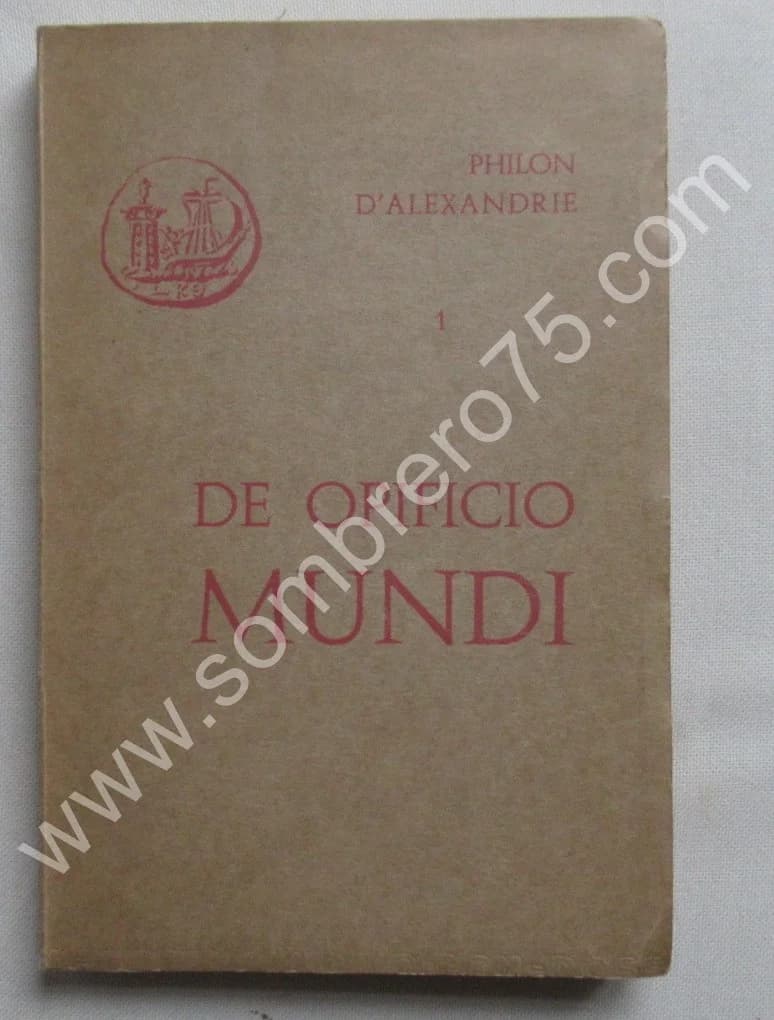 PHILON
D'ALEXANDRIE
1
DE OPIFICIO
MUNDI
www.sombrero75.com